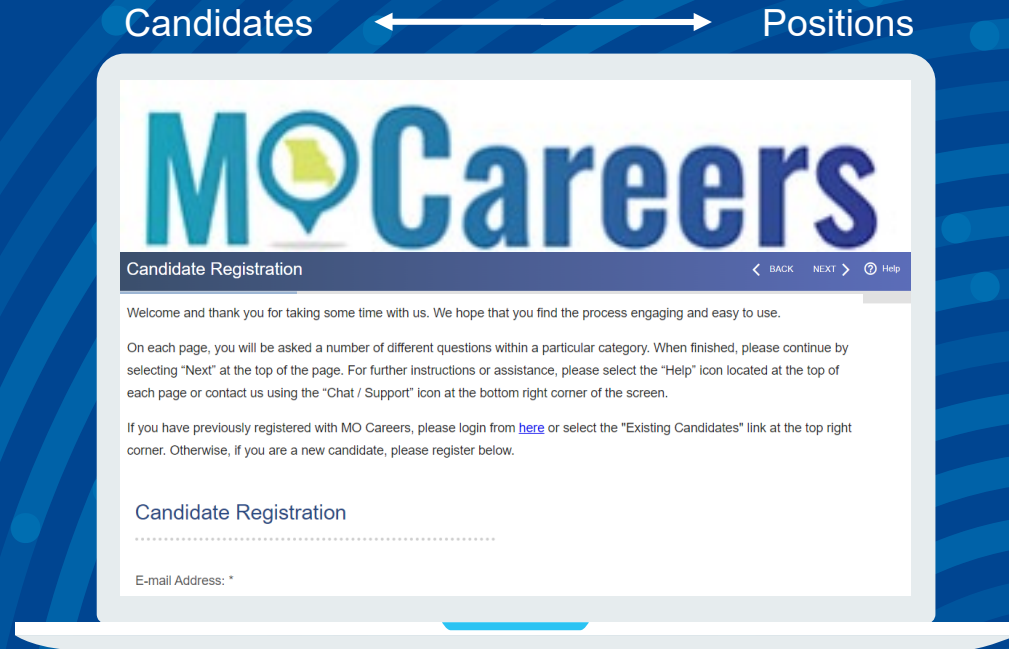 Candidates Positions
MOCareers
Candidate Registration BACK NEXT Help
Welcome and thank you for taking some time with us. We hope that you find the process engaging and easy to use.
On each page, you will be asked a number of different questions within a particular category. When finished, please continue by
selecting “Next” at the top of the page. For further instructions or assistance, please select the “Help” icon located at the top of
each page or contact us using the “Chat / Support” icon at the bottom right corner of the screen.
If you have previously registered with MO Careers, please login from here or select the "Existing Candidates" link at the top right
corner. Otherwise, if you are a new candidate, please register below.
Candidate Registration
E-mail Address: *